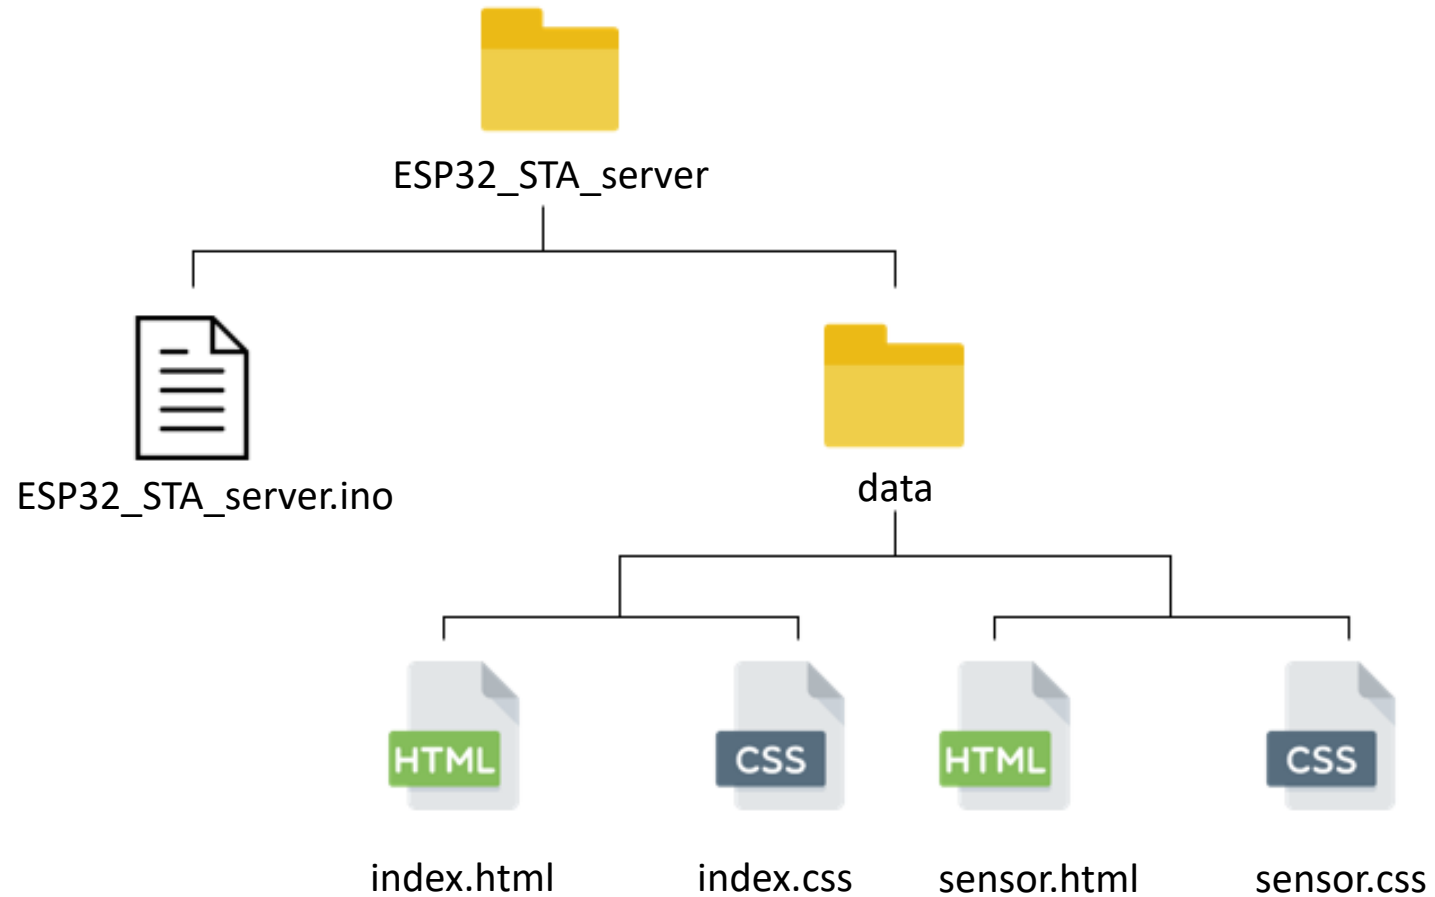 ESP32_STA_server
ESP32_STA_server.ino
data
HTML
CSS
HTML
CSS
index.html
index.css
sensor.html
sensor.css